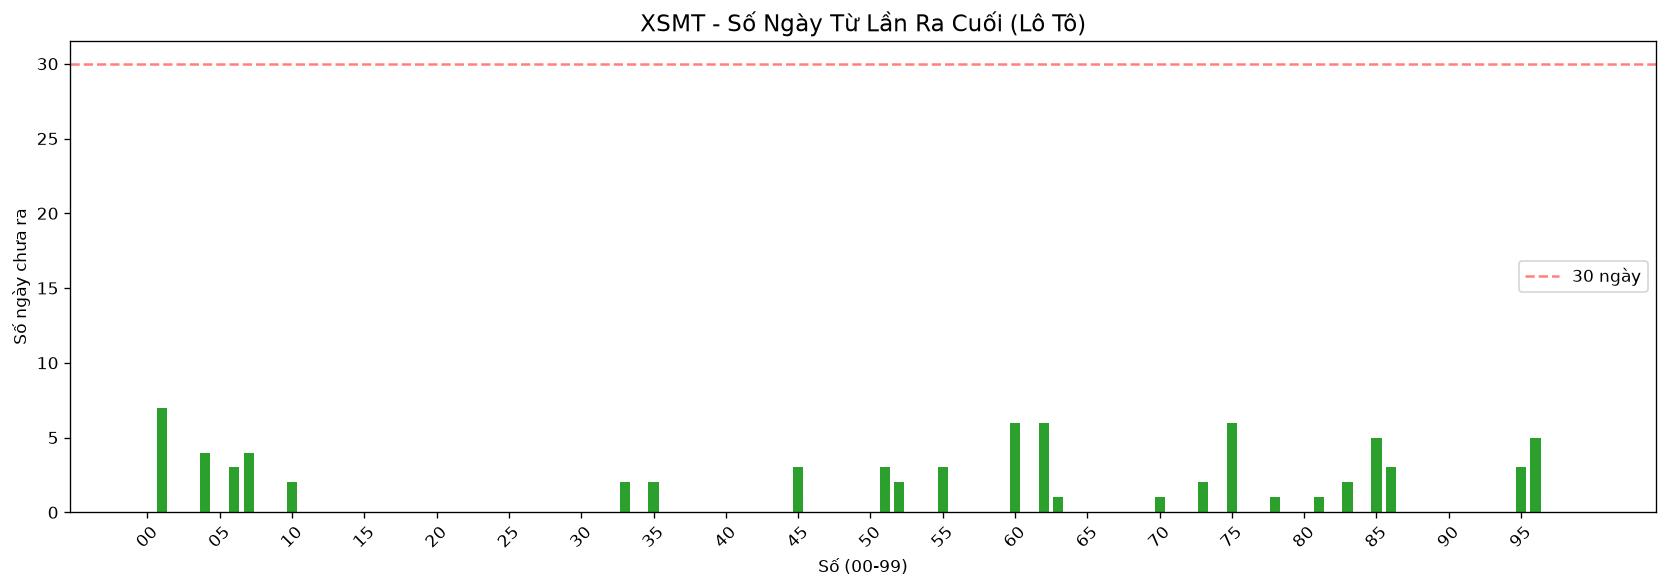 XSMT - Số Ngày Từ Lần Ra Cuối (Lô Tô)
Số ngày chưa ra
30
25
20
15
10
5
0
30 ngày
00 05 10 15 20 25 30 35 40 45 50 55 60 65 70 75 80 85 90 95
Số (00-99)